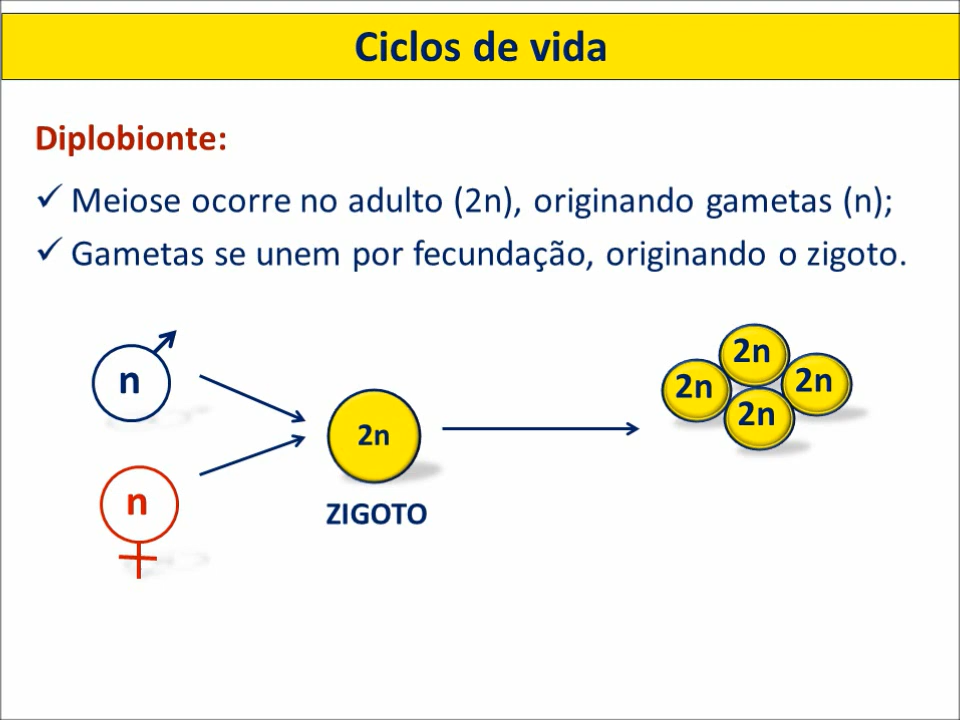 Ciclos de vida
Diplobionte:
✓ Meiose ocorre no adulto (2n), originando gametas (n);
✓ Gametas se unem por fecundação, originando o zigoto.
n
n
2n
ZIGOTO
2n
2n
2n
2n